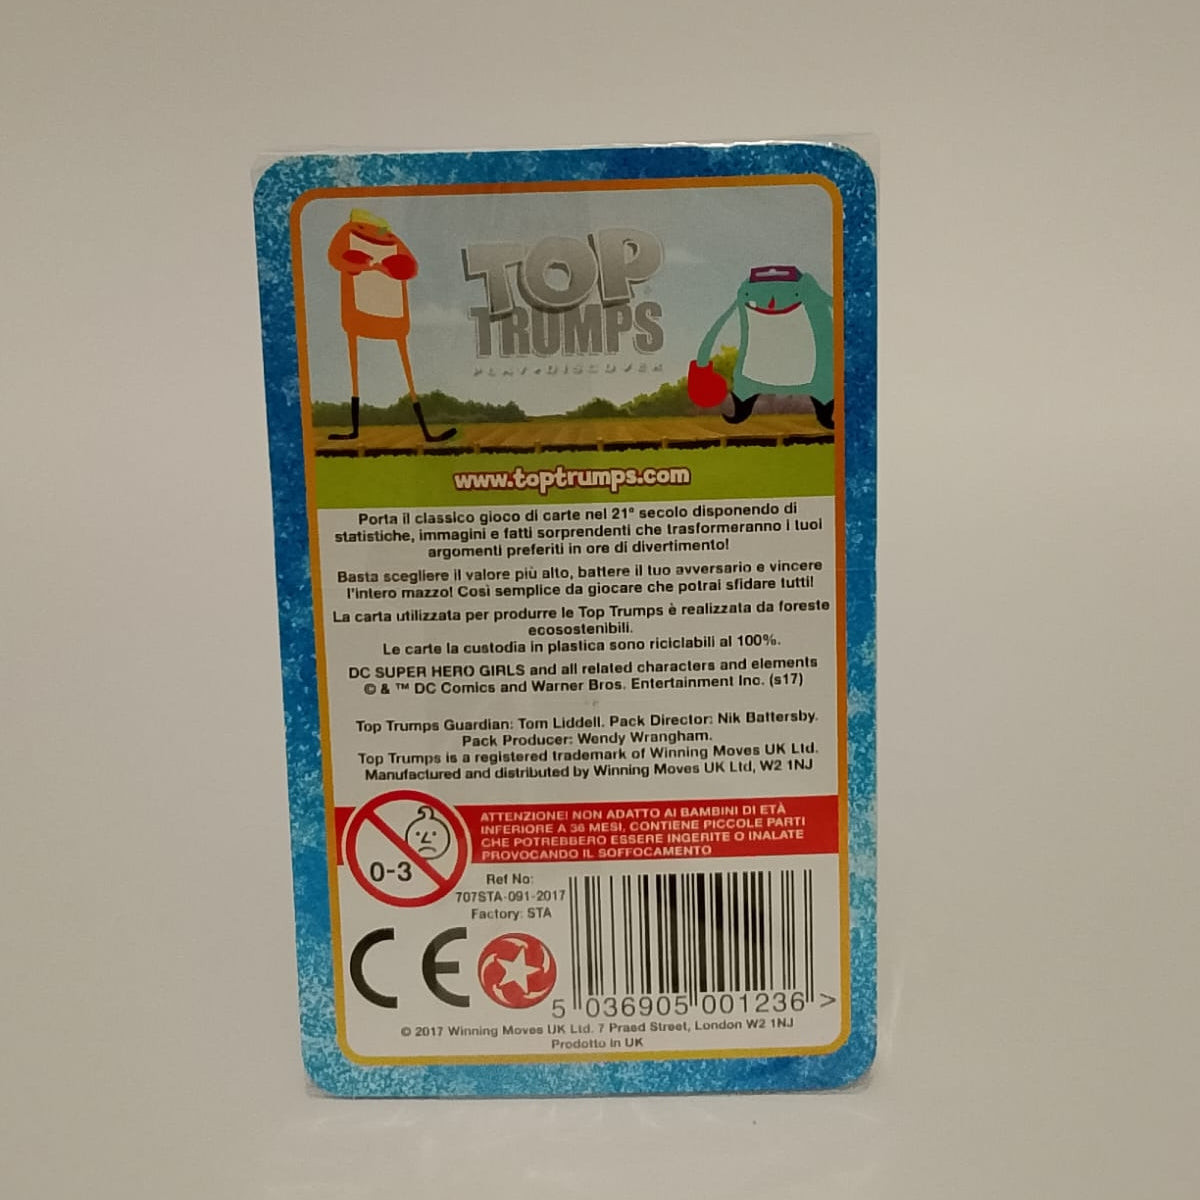 TOP
TRUMPS
PLAY • DISCOVER
www.toptrumps.com
Porta il classico gioco di carte nel 21° secolo disponendo di
statistiche, immagini e fatti sorprendenti che trasformeranno i tuoi
argomenti preferiti in ore di divertimento!
Basta scegliere il valore più alto, battere il tuo avversario e vincere
l'intero mazzo! Così semplice da giocare che potrai sfidare tutti!
La carta utilizzata per produrre le Top Trumps è realizzata da foreste
ecosostenibili.
Le carte la custodia in plastica sono riciclabili al 100%.
DC SUPER HERO GIRLS and all related characters and elements
© & ™ DC Comics and Warner Bros. Entertainment Inc. (s17)
Top Trumps Guardian: Tom Liddell. Pack Director: Nik Battersby.
Pack Producer: Wendy Wrangham.
Top Trumps is a registered trademark of Winning Moves UK Ltd.
Manufactured and distributed by Winning Moves UK Ltd, W2 1NJ
ATTENZIONE! NON ADATTO AI BAMBINI DI ETÀ
INFERIORE A 36 MESI, CONTIENE PICCOLE PARTI
CHE POTREBBERO ESSERE INGERITE O INALATE
PROVOCANDO IL SOFFOCAMENTO
0-3
Ref No:
707STA-091-2017
Factory: STA
CE
5 036905 001236 >
© 2017 Winning Moves UK Ltd. 7 Praed Street, London W2 1NJ
Prodotto in UK